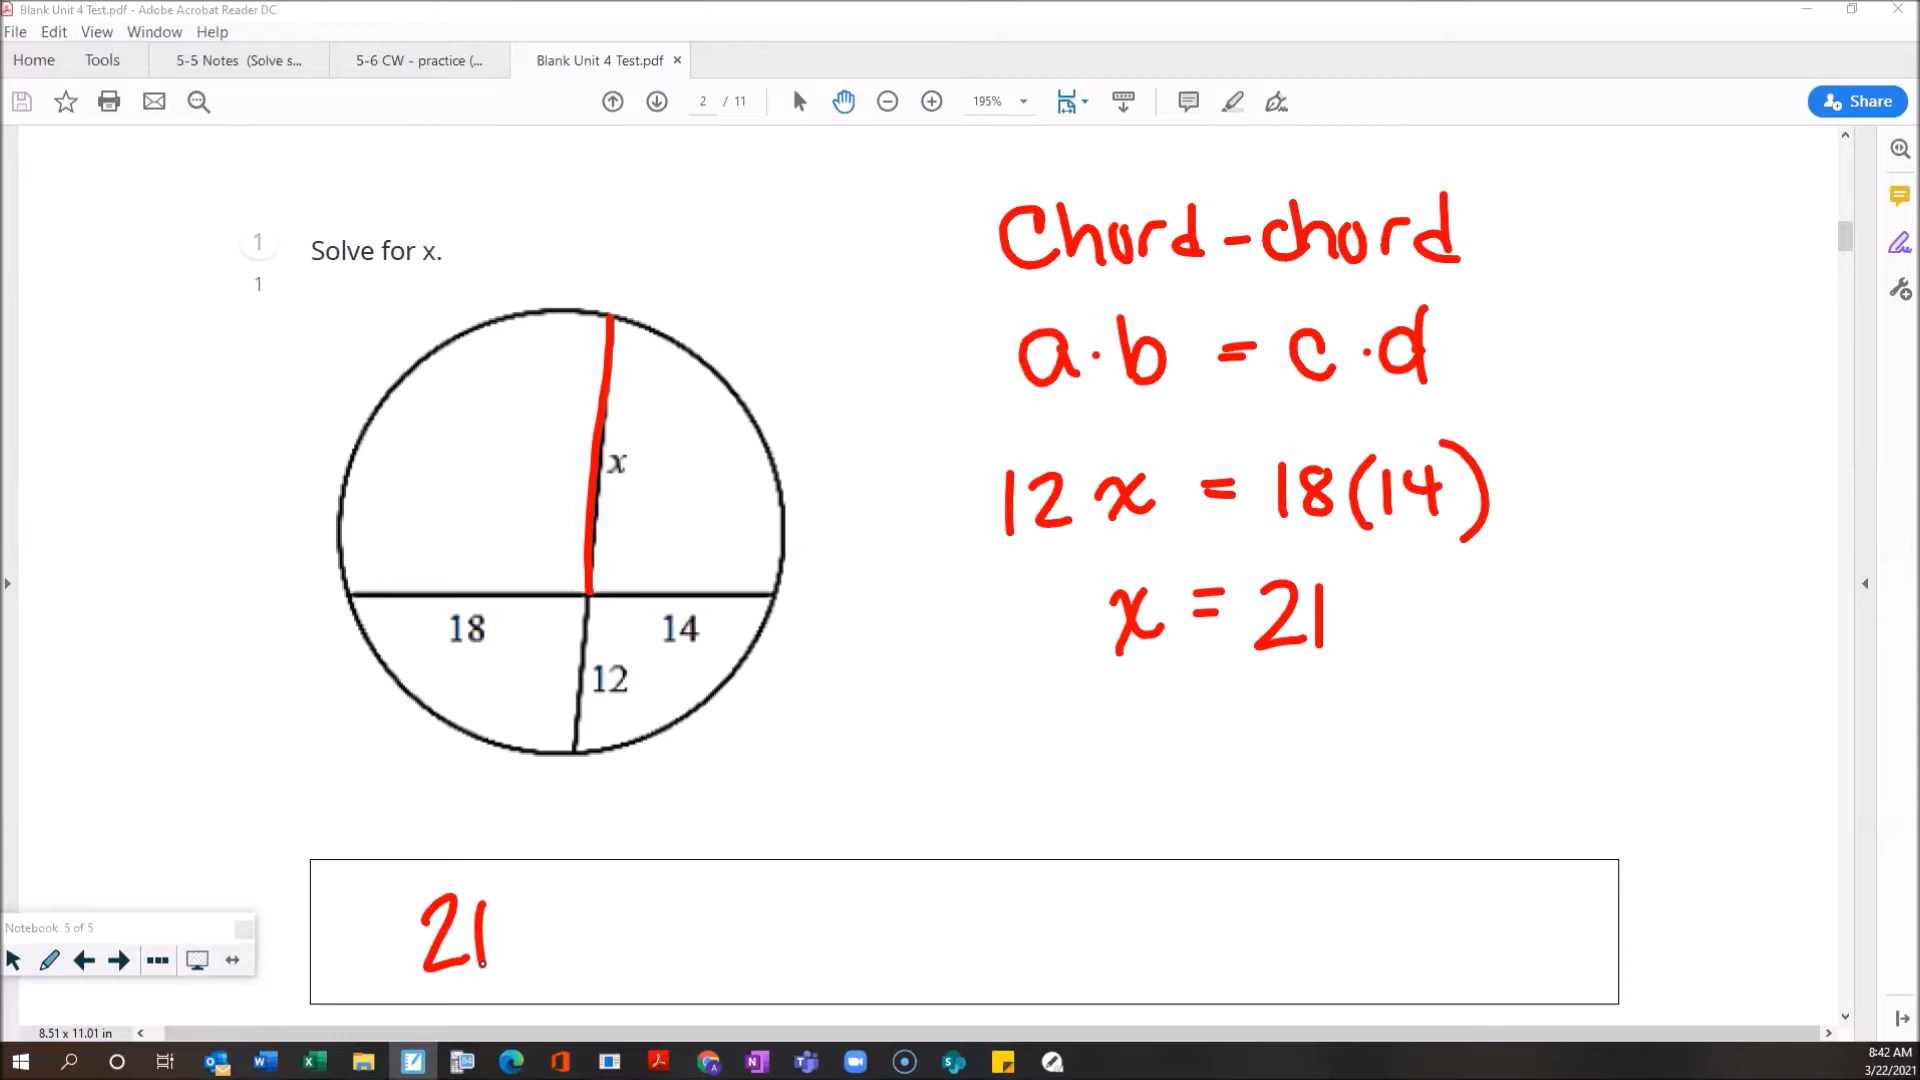 Blank Unit 4 Test.pdf - Adobe Acrobat Reader DC
File Edit View Window Help
Home Tools 5-5 Notes (Solve s... 5-6 CW - practice (... Blank Unit 4 Test.pdf ×
2 / 11 195% Share
Chord-chord
1 Solve for x.
1
a·b = c·d
x
12x = 18(14)
x = 21
18 14
12
21
Notebook 5 of 5
8.51 x 11.01 in
8:42 AM
3/22/2021